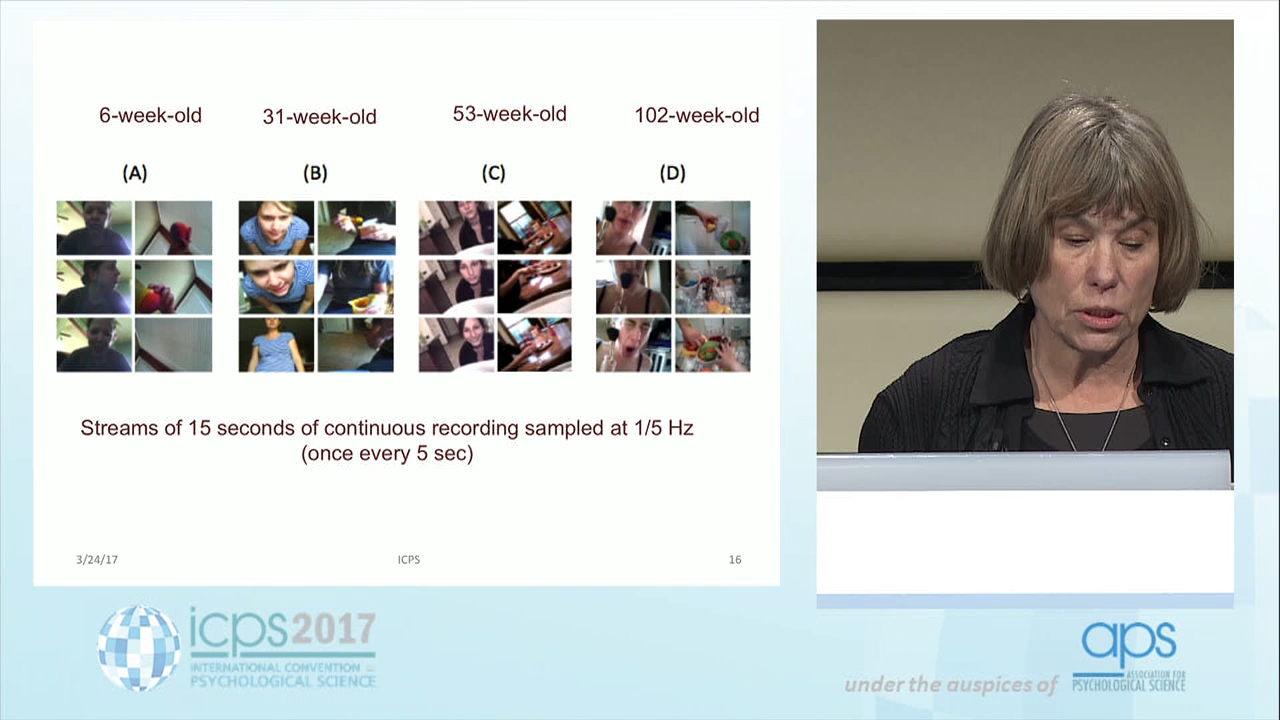 6-week-old
31-week-old
53-week-old
102-week-old
(A)
(B)
(C)
(D)
Streams of 15 seconds of continuous recording sampled at 1/5 Hz
(once every 5 sec)
3/24/17
ICPS
16
icps2017
INTERNATIONAL CONVENTION OF
PSYCHOLOGICAL SCIENCE
under the auspices of
aps
ASSOCIATION FOR
PSYCHOLOGICAL SCIENCE